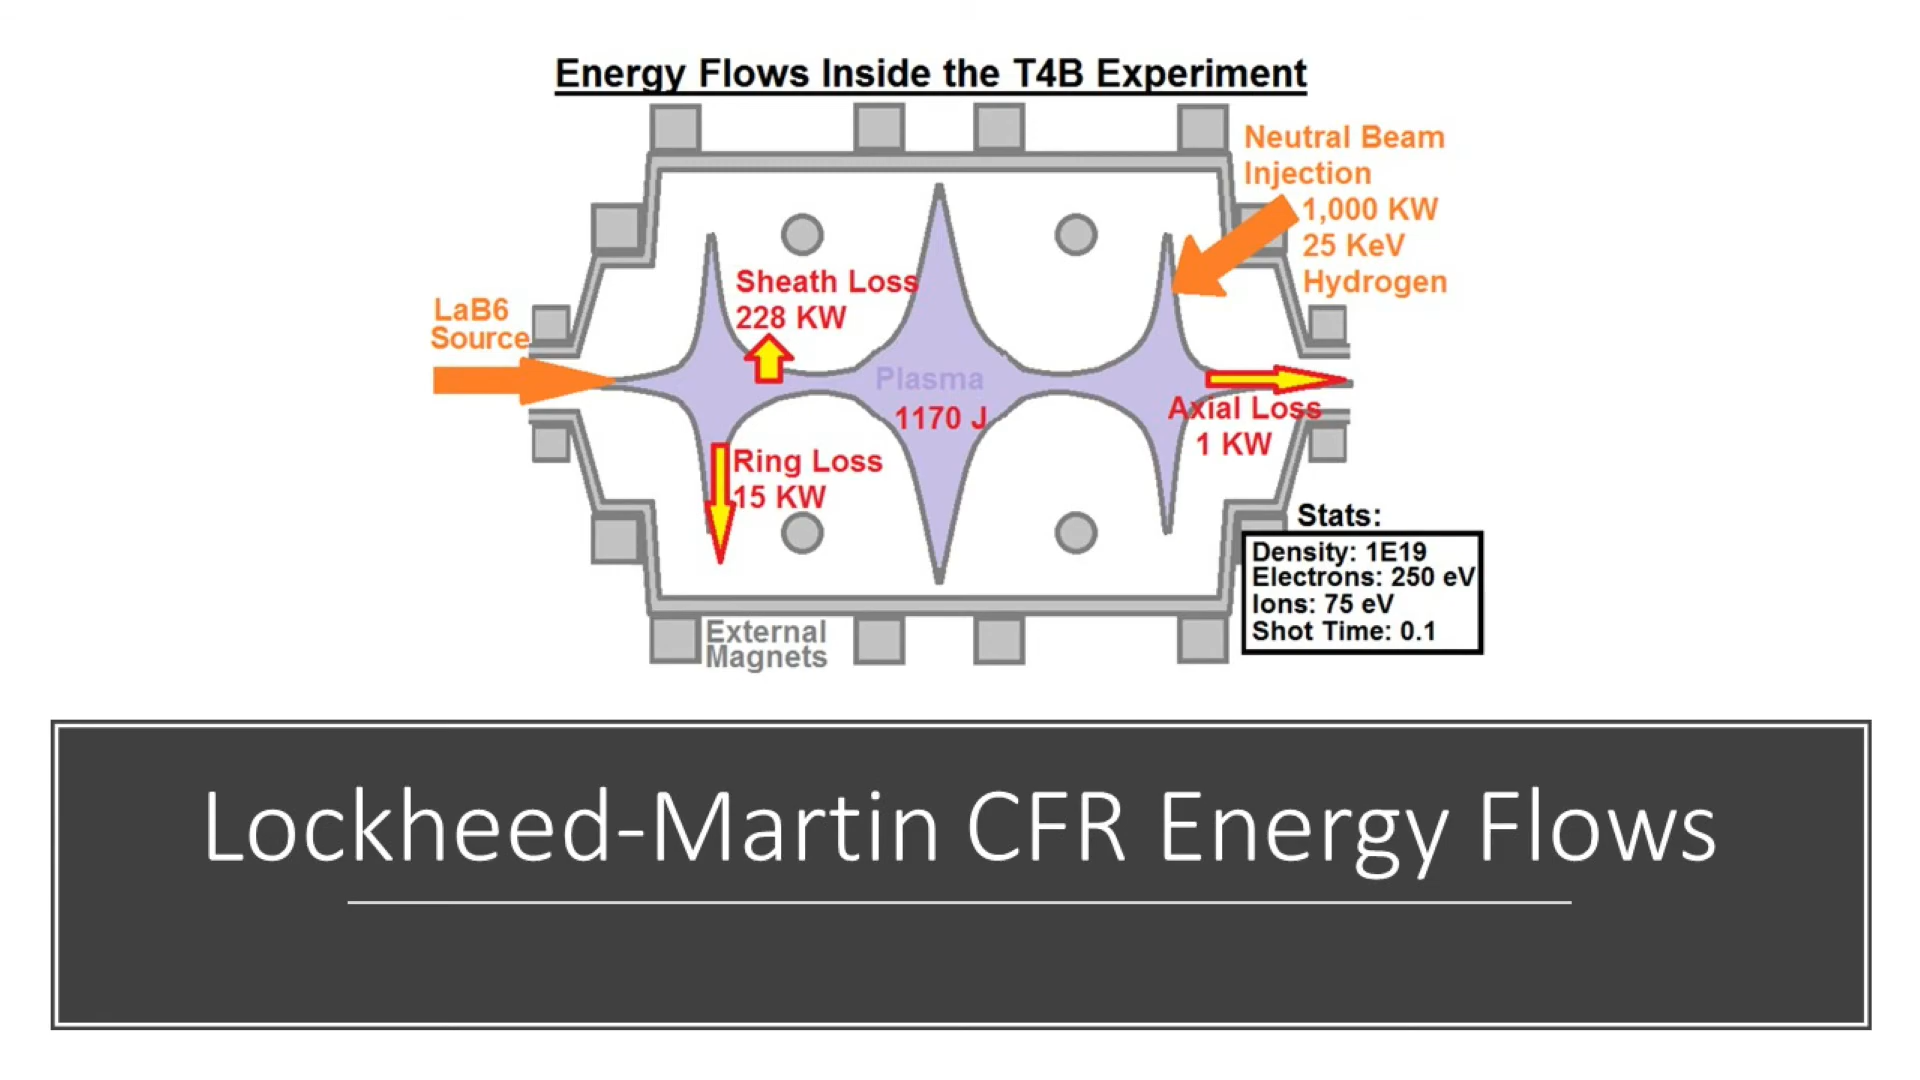 Energy Flows Inside the T4B Experiment
Neutral Beam
Injection
1,000 KW
25 KeV
Hydrogen
LaB6
Source
Sheath Loss
228 KW
Plasma
1170 J
Axial Loss
1 KW
Ring Loss
15 KW
External
Magnets
Stats:
Density: 1E19
Electrons: 250 eV
Ions: 75 eV
Shot Time: 0.1
Lockheed-Martin CFR Energy Flows